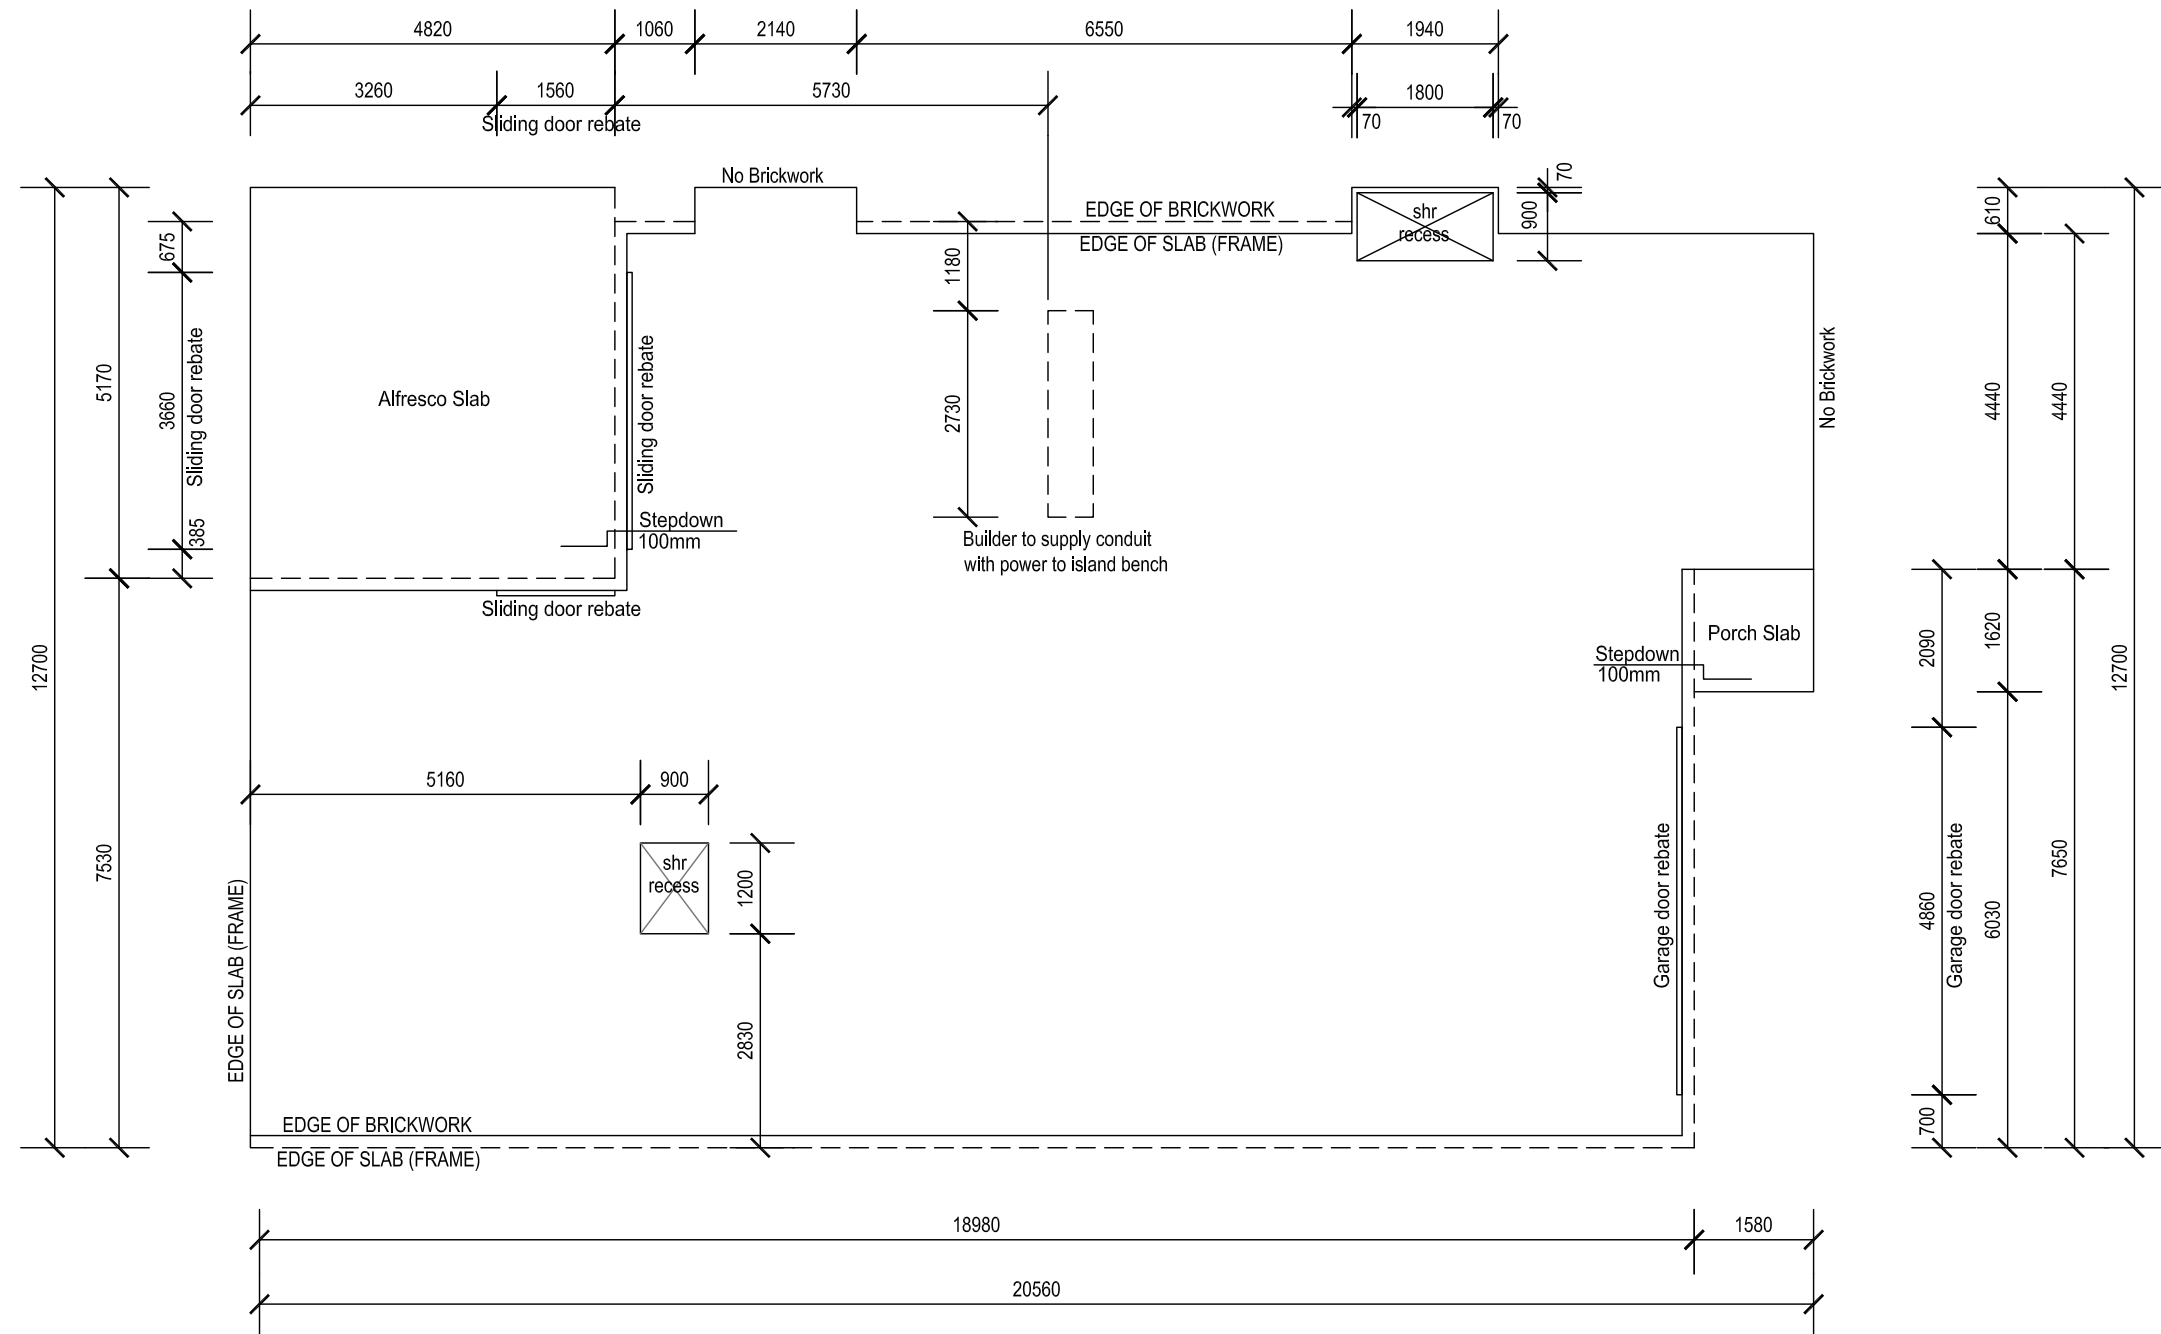 4820
1060
2140
6550
1940
3260
1560
5730
1800
Sliding door rebate
70
70
No Brickwork
70
EDGE OF BRICKWORK
shr
recess
900
610
EDGE OF SLAB (FRAME)
675
1180
Sliding door rebate
3660
5170
385
Alfresco Slab
Sliding door rebate
2730
No Brickwork
4440
4440
Stepdown
100mm
Builder to supply conduit
with power to island bench
Sliding door rebate
12700
Porch Slab
Stepdown
100mm
2090
1620
12700
5160
900
shr
recess
1200
7530
Garage door rebate
4860
Garage door rebate
6030
7650
EDGE OF SLAB (FRAME)
2830
700
EDGE OF BRICKWORK
EDGE OF SLAB (FRAME)
18980
1580
20560